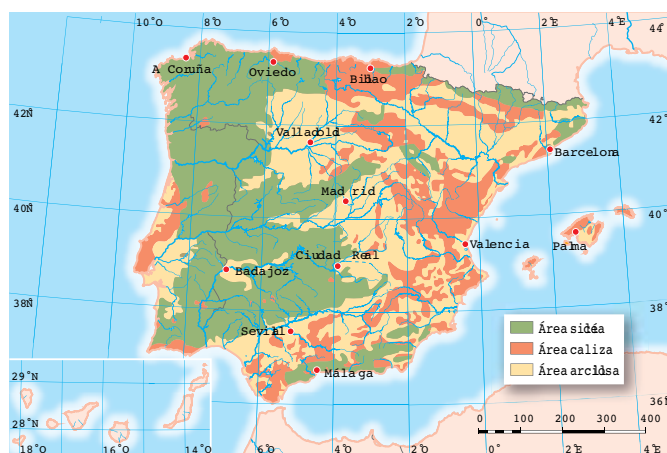 10°O 8°O 6°O 4°O 2°O 0° 2°E 4°E 44°N
A Coruña
Oviedo
Bilbao
42°N
42°N
Valladolid
Barcelona
Madrid
40°N
40°N
Palma
Valencia
Ciudad Real
Badajoz
38°N
38°N
Sevilla
Área silícea
Área caliza
Área arcillosa
Málaga
29°N
28°N
36°N
0 100 200 300 400
18°O 16°O 14°O 6°O 4°O 2°O 0° 2°E 4°E